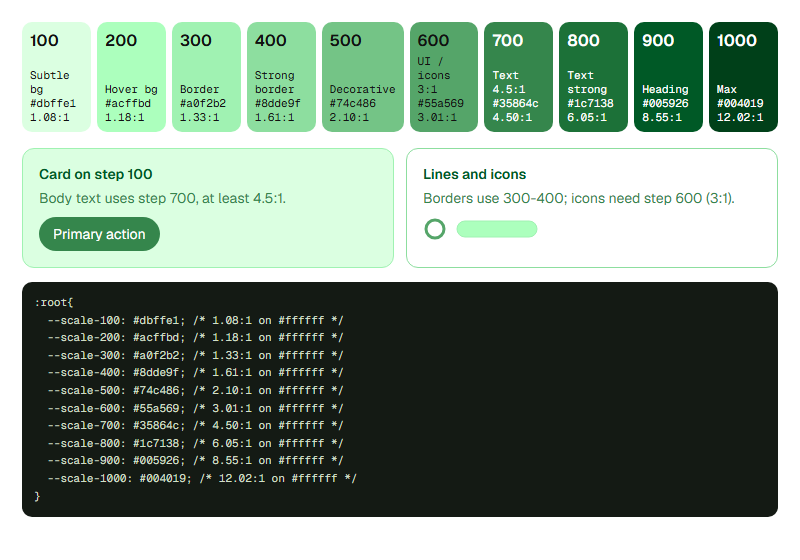 100
Subtle
bg
#dbffe1
1.08:1
200
Hover bg
#acffbd
1.18:1
300
Border
#a0f2b2
1.33:1
400
Strong
border
#8dde9f
1.61:1
500
Decorative
#74c486
2.10:1
600
UI /
icons
3:1
#55a569
3.01:1
700
Text
4.5:1
#35864c
4.50:1
800
Text
strong
#1c7138
6.05:1
900
Heading
#005926
8.55:1
1000
Max
#004019
12.02:1
Card on step 100
Body text uses step 700, at least 4.5:1.
Primary action
Lines and icons
Borders use 300-400; icons need step 600 (3:1).
:root{
--scale-100: #dbffe1; /* 1.08:1 on #ffffff */
--scale-200: #acffbd; /* 1.18:1 on #ffffff */
--scale-300: #a0f2b2; /* 1.33:1 on #ffffff */
--scale-400: #8dde9f; /* 1.61:1 on #ffffff */
--scale-500: #74c486; /* 2.10:1 on #ffffff */
--scale-600: #55a569; /* 3.01:1 on #ffffff */
--scale-700: #35864c; /* 4.50:1 on #ffffff */
--scale-800: #1c7138; /* 6.05:1 on #ffffff */
--scale-900: #005926; /* 8.55:1 on #ffffff */
--scale-1000: #004019; /* 12.02:1 on #ffffff */
}